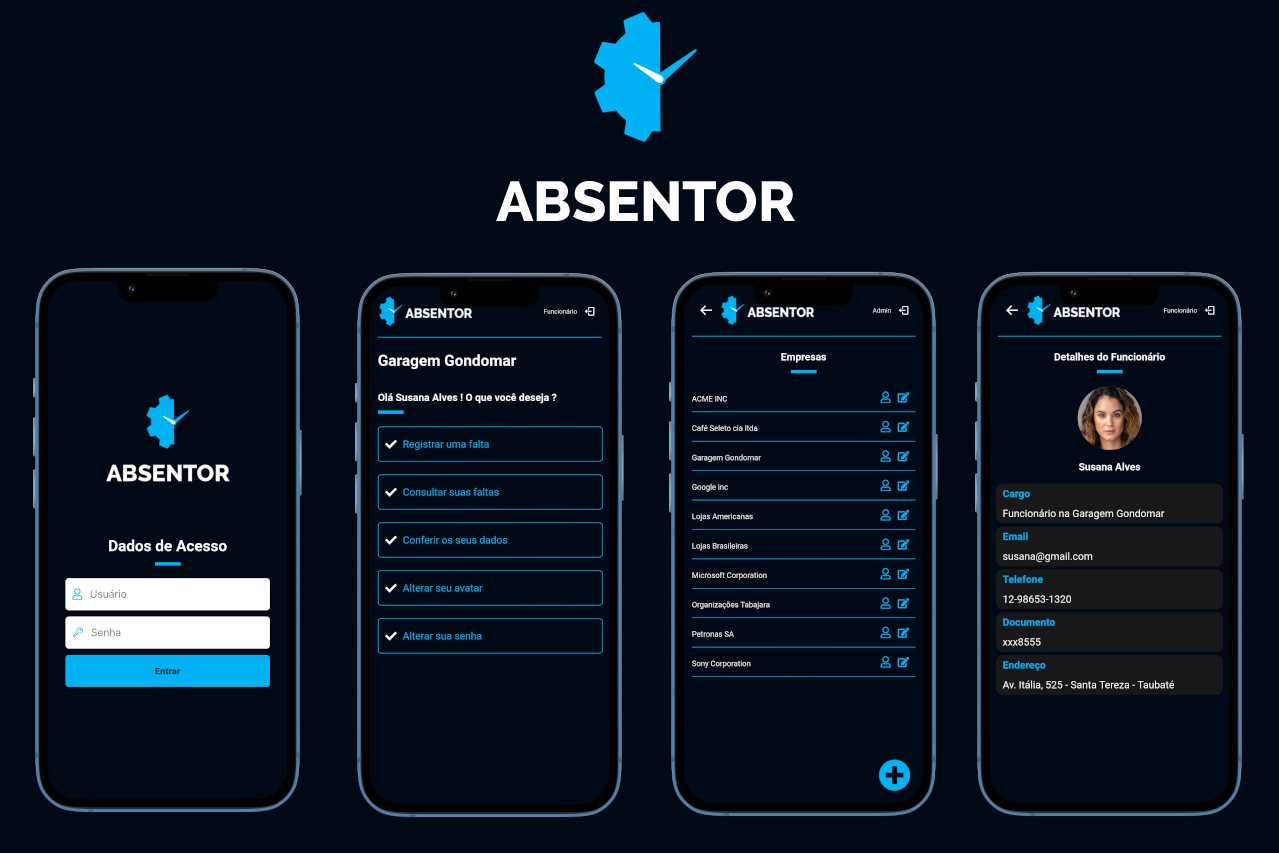 ABSENTOR
ABSENTOR
Dados de Acesso
Usuário
Senha
Entrar
ABSENTOR
Funcionário
Garagem Gondomar
Olá Susana Alves ! O que você deseja ?
Registrar uma falta
Consultar suas faltas
Conferir os seus dados
Alterar seu avatar
Alterar sua senha
ABSENTOR
Admin
Empresas
ACME INC
Café Seleto cia ltda
Garagem Gondomar
Google inc
Lojas Americanas
Lojas Brasileiras
Microsoft Corporation
Organizações Tabajara
Petronas SA
Sony Corporation
ABSENTOR
Funcionário
Detalhes do Funcionário
Susana Alves
Cargo
Funcionário na Garagem Gondomar
Email
susana@gmail.com
Telefone
12-98653-1320
Documento
xxx8555
Endereço
Av. Itália, 525 - Santa Tereza - Taubaté